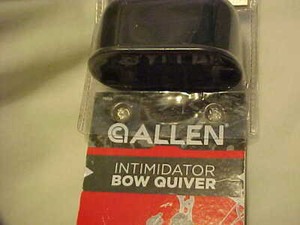 ALLEN
INTIMIDATOR
BOW QUIVER